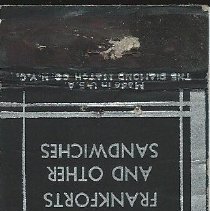 Made in U.S.A
THE DIAMOND MATCH CO. N.Y.C.
FRANKFORTS
AND OTHER
SANDWICHES